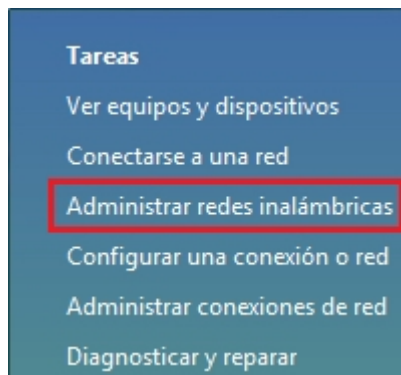 Tareas
Ver equipos y dispositivos
Conectarse a una red
Administrar redes inalámbricas
Configurar una conexión o red
Administrar conexiones de red
Diagnosticar y reparar